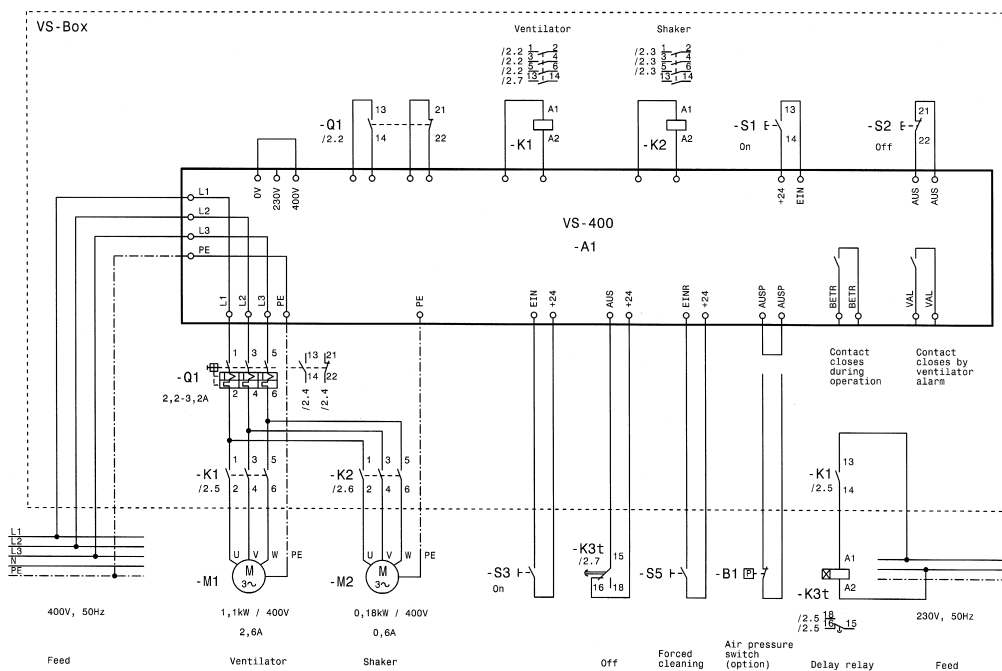 VS-Box
Ventilator
Shaker
/2.2 1 2
/2.2 3 4
/2.2 5 6
/2.7 13 14
/2.3 1 2
/2.3 3 4
/2.3 5 6
13 14
-Q1
/2.2
13
14
21
22
A1
-K1
A2
A1
-K2
A2
-S1
On
13
14
-S2
Off
21
22
0V
230V
400V
+24
EIN
AUS
AUS
L1
L2
L3
PE
VS-400
-A1
L1
L2
L3
PE
PE
EIN
+24
AUS
+24
EINR
+24
AUSP
AUSP
BETR
BETR
VAL
VAL
-Q1
2,2-3,2A
1 3 5
2 4 6
13 21
14 22
/2.4 /2.4
Contact
closes
during
operation
Contact
closes by
ventilator
alarm
-K1
/2.5
1 3 5
2 4 6
-K2
/2.6
1 3 5
2 4 6
-K1
/2.5
13
14
L1
L2
L3
N
PE
U V W PE
U V W PE
-M1
M
3~
-M2
M
3~
-S3
On
-K3t
/2.7
15
16 18
-S5
-B1
P
A1
A2
-K3t
/2.5 18
/2.5 16 15
400V, 50Hz
1,1kW / 400V
2,6A
0,18kW / 400V
0,6A
230V, 50Hz
Feed
Ventilator
Shaker
Off
Forced
cleaning
Air pressure
switch
(option)
Delay relay
Feed